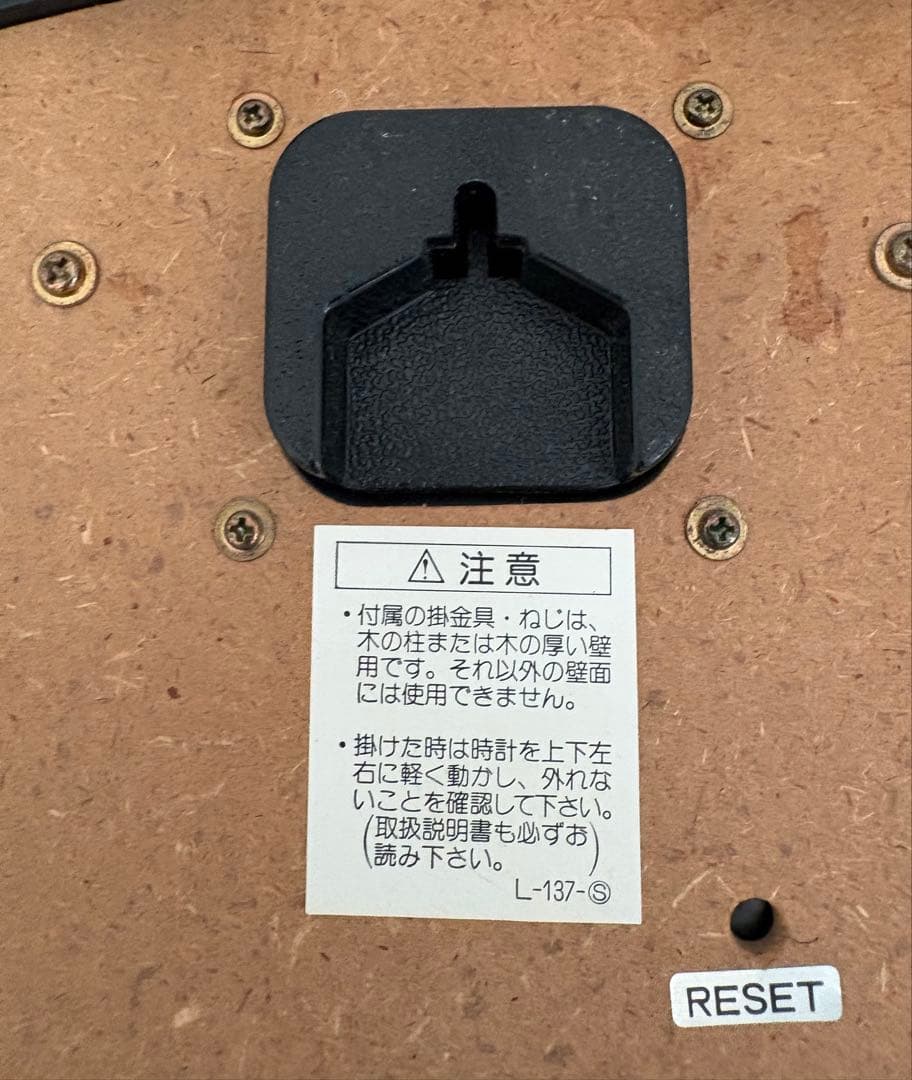 ⚠注意
・付属の掛金具・ねじは、
木の柱または木の厚い壁
用です。それ以外の壁面
には使用できません。
・掛けた時は時計を上下左
右に軽く動かし、外れな
いことを確認して下さい。
(取扱説明書も必ずお
読み下さい。)
L-137-Ⓢ
RESET